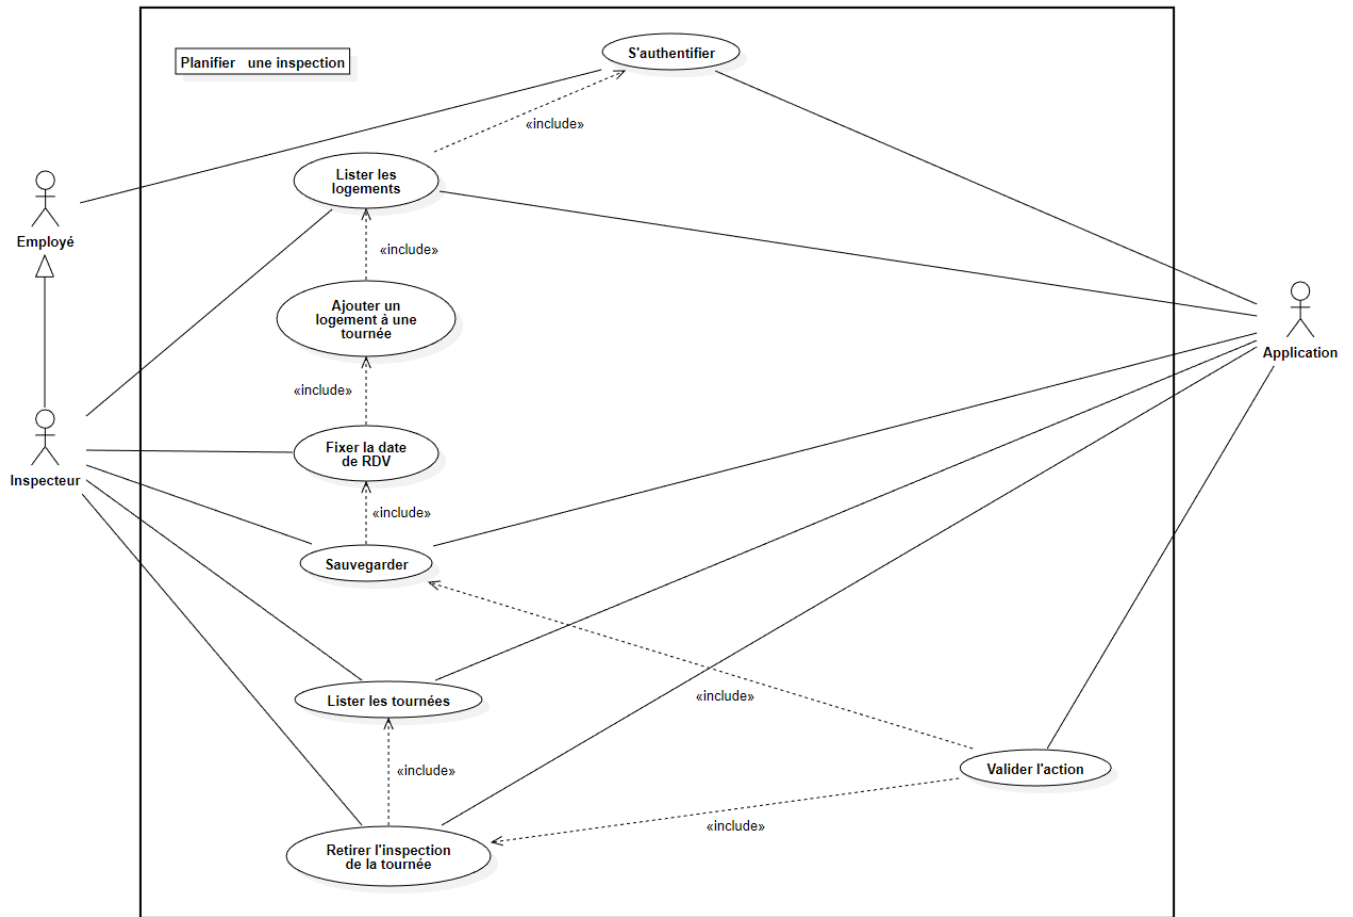 Planifier une inspection
S'authentifier
«include»
Lister les
logements
Employé
«include»
Ajouter un
logement à une
tournée
Application
«include»
Fixer la date
de RDV
Inspecteur
«include»
Sauvegarder
Lister les tournées
«include»
«include»
Valider l'action
«include»
Retirer l'inspection
de la tournée